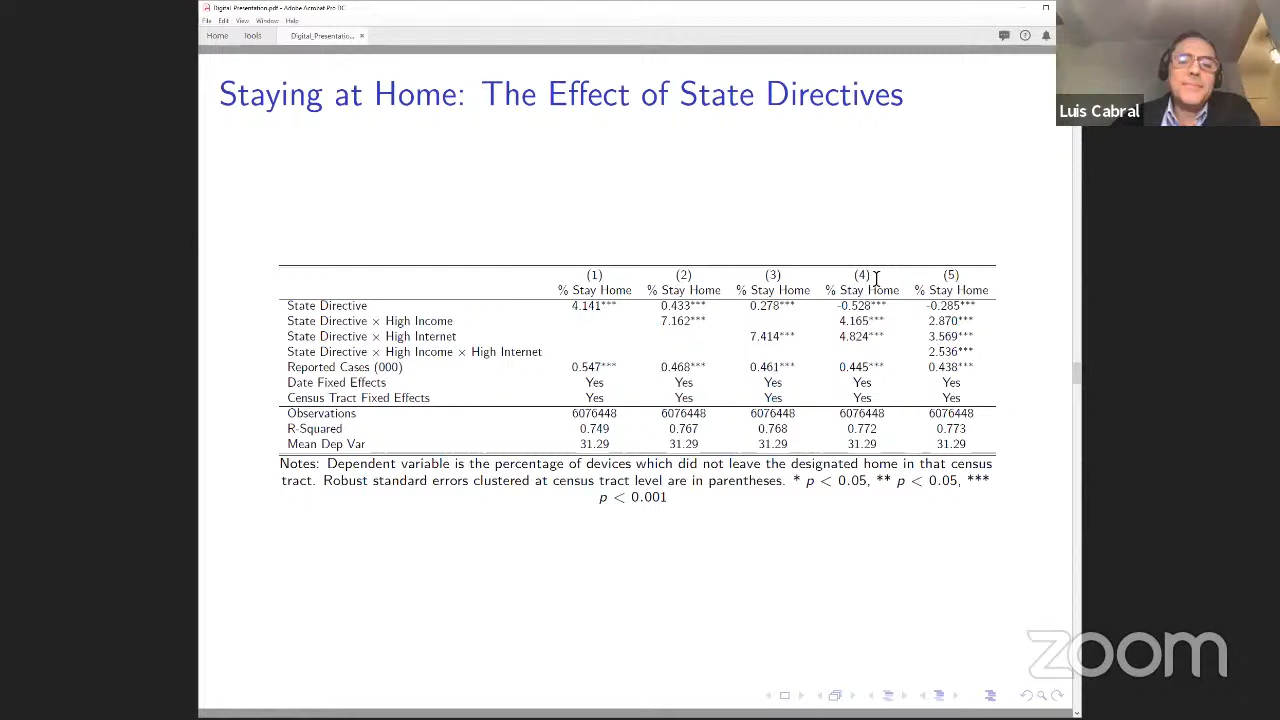 Digital_Presentation.pdf - Adobe Acrobat Pro DC
File Edit View Window Help
Home Tools Digital_Presentatio... ×
Luis Cabral
Staying at Home: The Effect of State Directives
(1) (2) (3) (4) (5)
% Stay Home % Stay Home % Stay Home % Stay Home % Stay Home
State Directive 4.141*** 0.433*** 0.278*** -0.528*** -0.285***
State Directive × High Income 7.162*** 4.165*** 2.870***
State Directive × High Internet 7.414*** 4.824*** 3.569***
State Directive × High Income × High Internet 2.536***
Reported Cases (000) 0.547*** 0.468*** 0.461*** 0.445*** 0.438***
Date Fixed Effects Yes Yes Yes Yes Yes
Census Tract Fixed Effects Yes Yes Yes Yes Yes
Observations 6076448 6076448 6076448 6076448 6076448
R-Squared 0.749 0.767 0.768 0.772 0.773
Mean Dep Var 31.29 31.29 31.29 31.29 31.29
Notes: Dependent variable is the percentage of devices which did not leave the designated home in that census
tract. Robust standard errors clustered at census tract level are in parentheses. * p < 0.05, ** p < 0.05, ***
p < 0.001
zoom